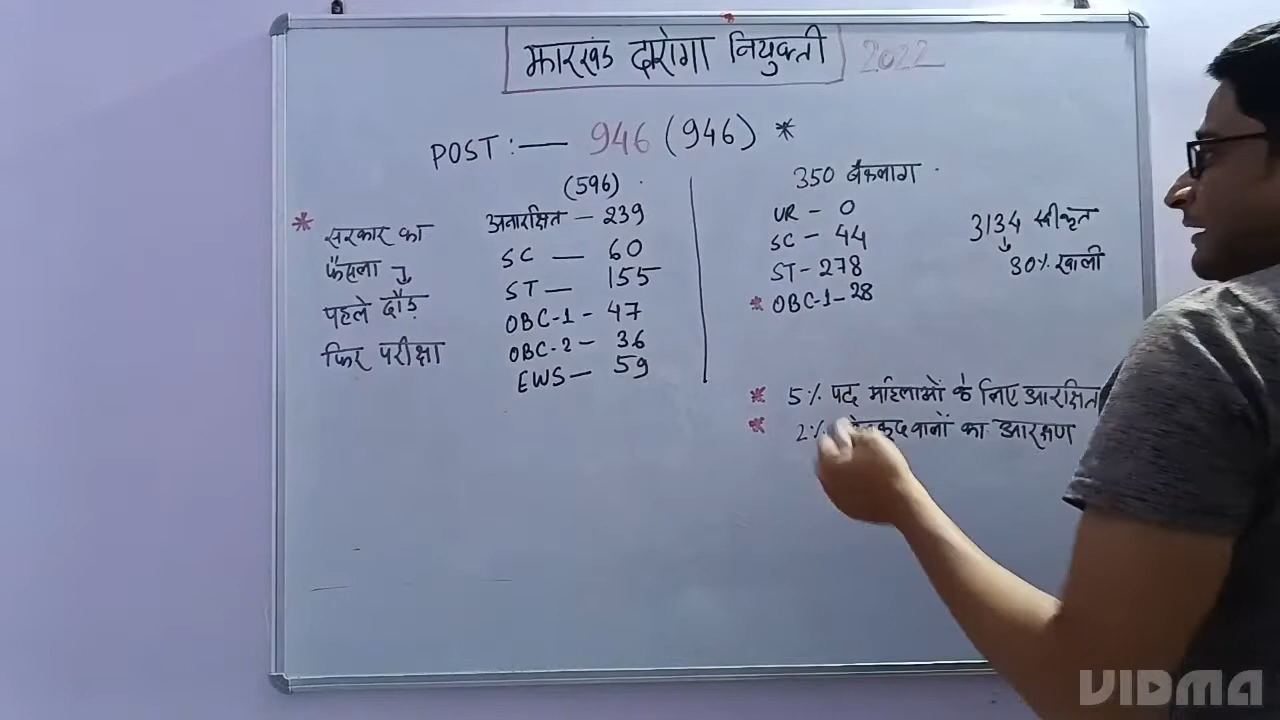 झारखंड दारोगा नियुक्ती 2022
POST :— 946 (946) *
(596)
* सरकार का
फैसला
पहले दौड़
फिर परीक्षा
अनारक्षित – 239
SC — 60
ST — 155
OBC-1 - 47
OBC-2 – 36
EWS — 59
350 बैकलाग
UR – 0
SC – 44
ST - 278
* OBC-1 – 28
3134 स्वीकृत
30% खाली
* 5% पद महिलाओं के लिए आरक्षित
* 2% का आरक्षण
VIDMA